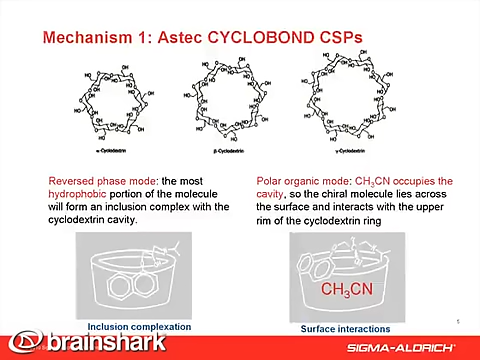 Mechanism 1: Astec CYCLOBOND CSPs
α-Cyclodextrin
β-Cyclodextrin
γ-Cyclodextrin
Reversed phase mode: the most
hydrophobic portion of the molecule
will form an inclusion complex with the
cyclodextrin cavity.
Polar organic mode: CH3CN occupies the
cavity, so the chiral molecule lies across
the surface and interacts with the upper
rim of the cyclodextrin ring
CH3CN
Inclusion complexation
Surface interactions
5
brainshark
SIGMA-ALDRICH